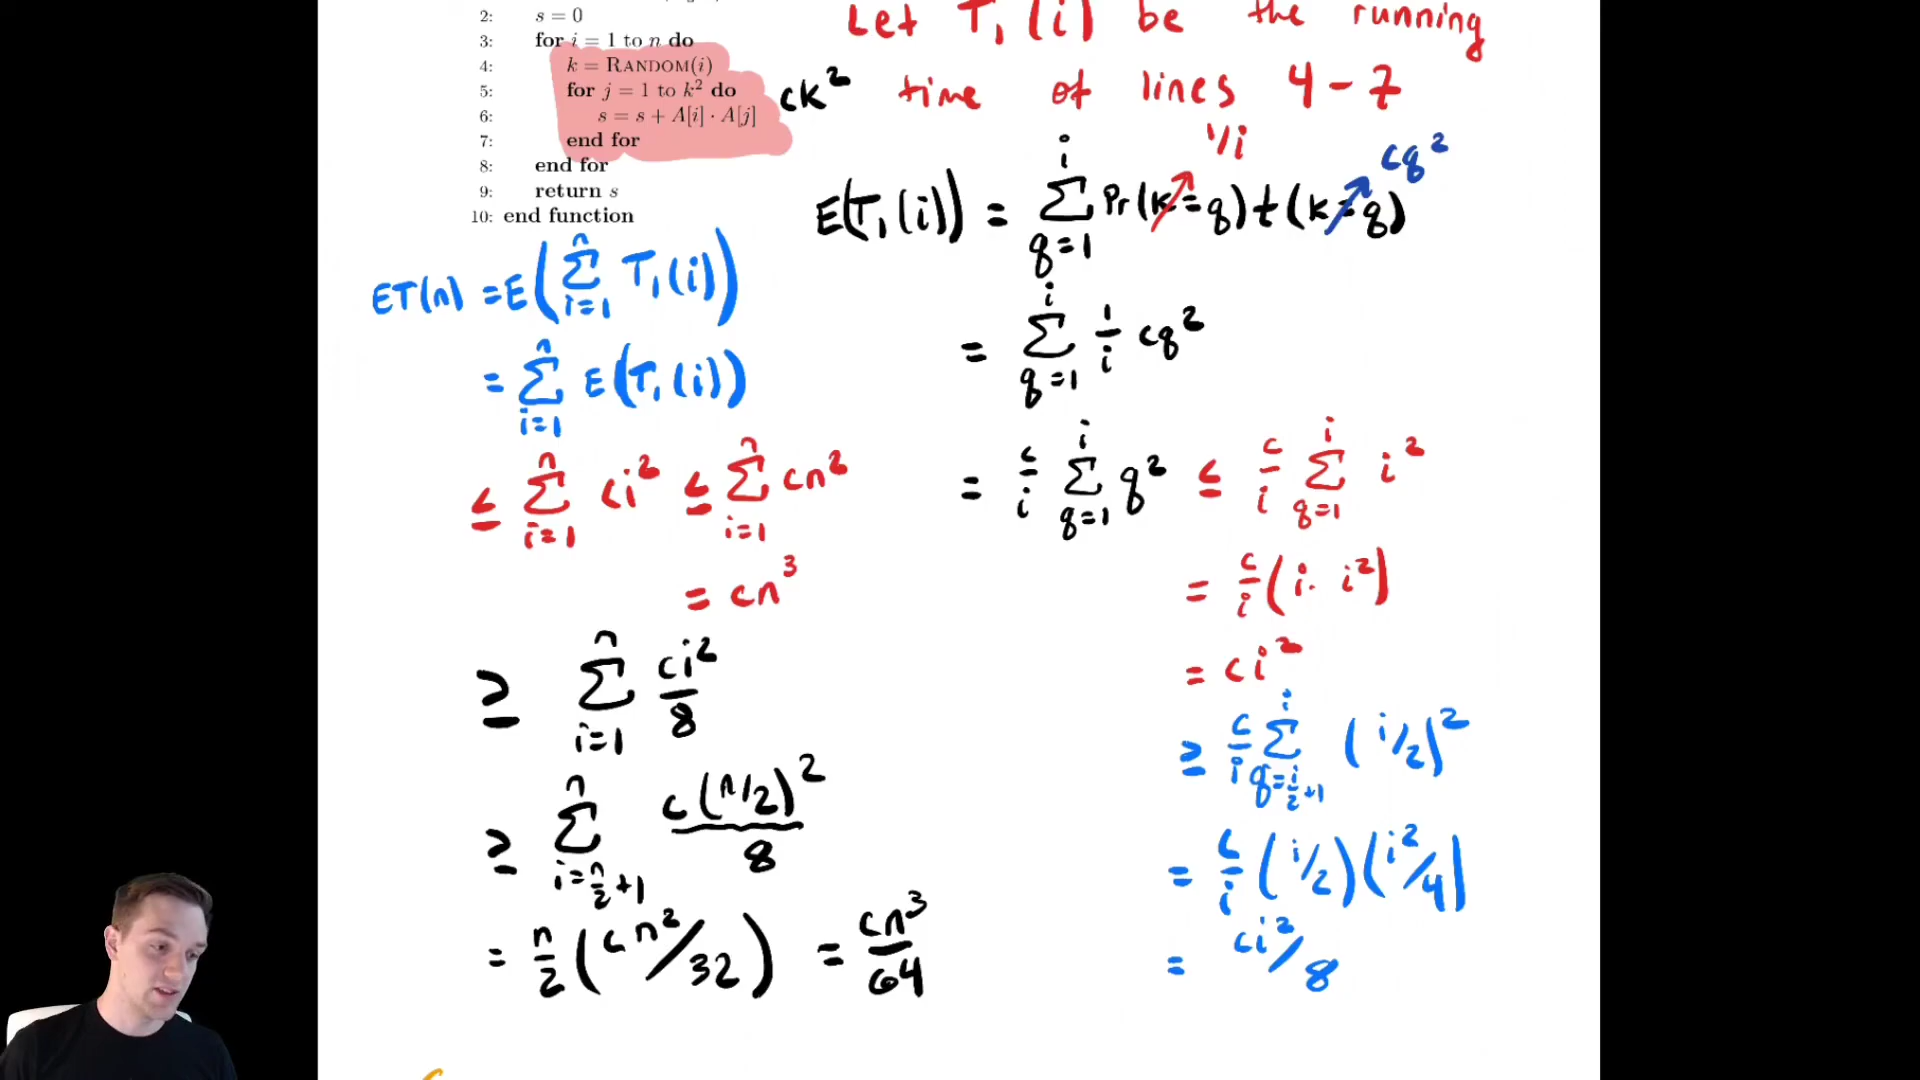 2: s = 0
3: for i = 1 to n do
4: k = RANDOM(i)
5: for j = 1 to k² do
6: s = s + A[i] · A[j]
7: end for
8: end for
9: return s
10: end function
ck²
Let T₁(i) be the running
time of lines 4 - 7
1/i
cq²
E(T₁(i)) = Σ_{q=1}^{i} Pr(k=q) t(k=q)
= Σ_{q=1}^{i} 1/i cq²
= c/i Σ_{q=1}^{i} q² ≤ c/i Σ_{q=1}^{i} i²
= c/i (i · i²)
= ci²
≥ c/i Σ_{q=i/2+1}^{i} (i/2)²
= c/i (i/2)(i²/4)
= ci²/8
ET(n) = E(Σ_{i=1}^{n} T₁(i))
= Σ_{i=1}^{n} E(T₁(i))
≤ Σ_{i=1}^{n} ci² ≤ Σ_{i=1}^{n} cn²
= cn³
≥ Σ_{i=1}^{n} ci²/8
≥ Σ_{i=n/2+1}^{n} c(n/2)²/8
= n/2 (cn²/32) = cn³/64